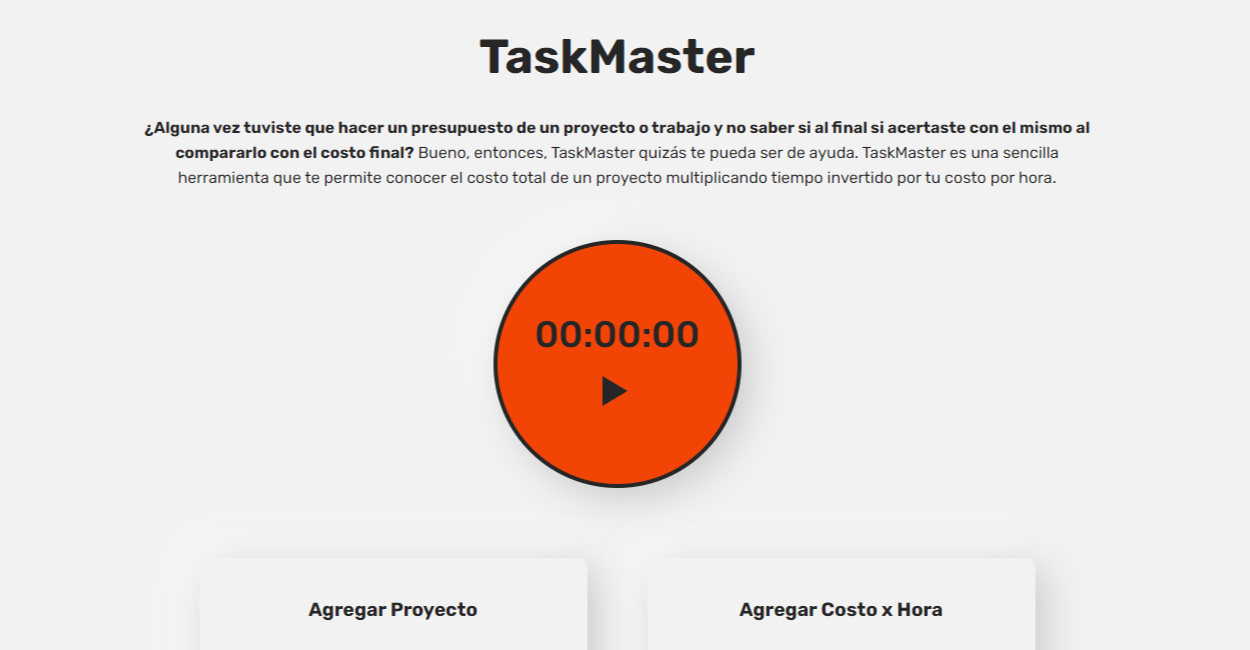 TaskMaster
¿Alguna vez tuviste que hacer un presupuesto de un proyecto o trabajo y no saber si al final si acertaste con el mismo al
compararlo con el costo final? Bueno, entonces, TaskMaster quizás te pueda ser de ayuda. TaskMaster es una sencilla
herramienta que te permite conocer el costo total de un proyecto multiplicando tiempo invertido por tu costo por hora.
00:00:00
Agregar Proyecto
Agregar Costo x Hora